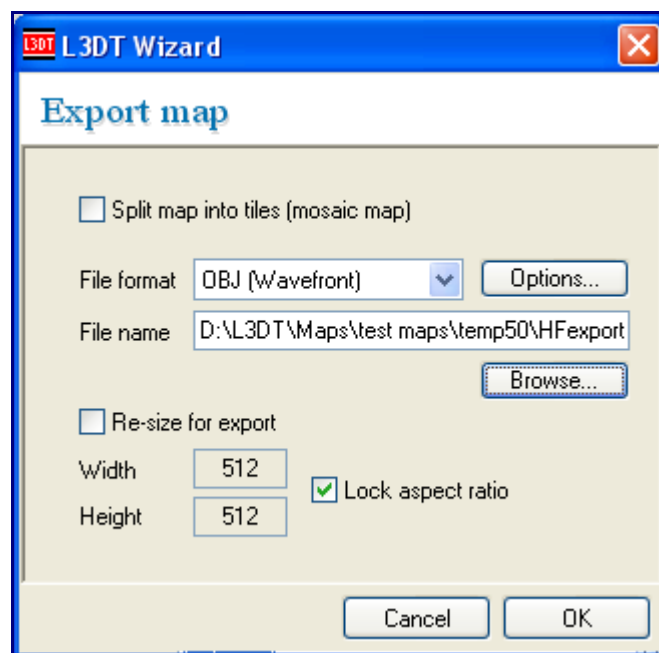 L3DT L3DT Wizard
Export map
Split map into tiles (mosaic map)
File format OBJ (Wavefront) Options...
File name D:\L3DT\Maps\test maps\temp50\HFexport
Browse...
Re-size for export
Width 512
Lock aspect ratio
Height 512
Cancel OK